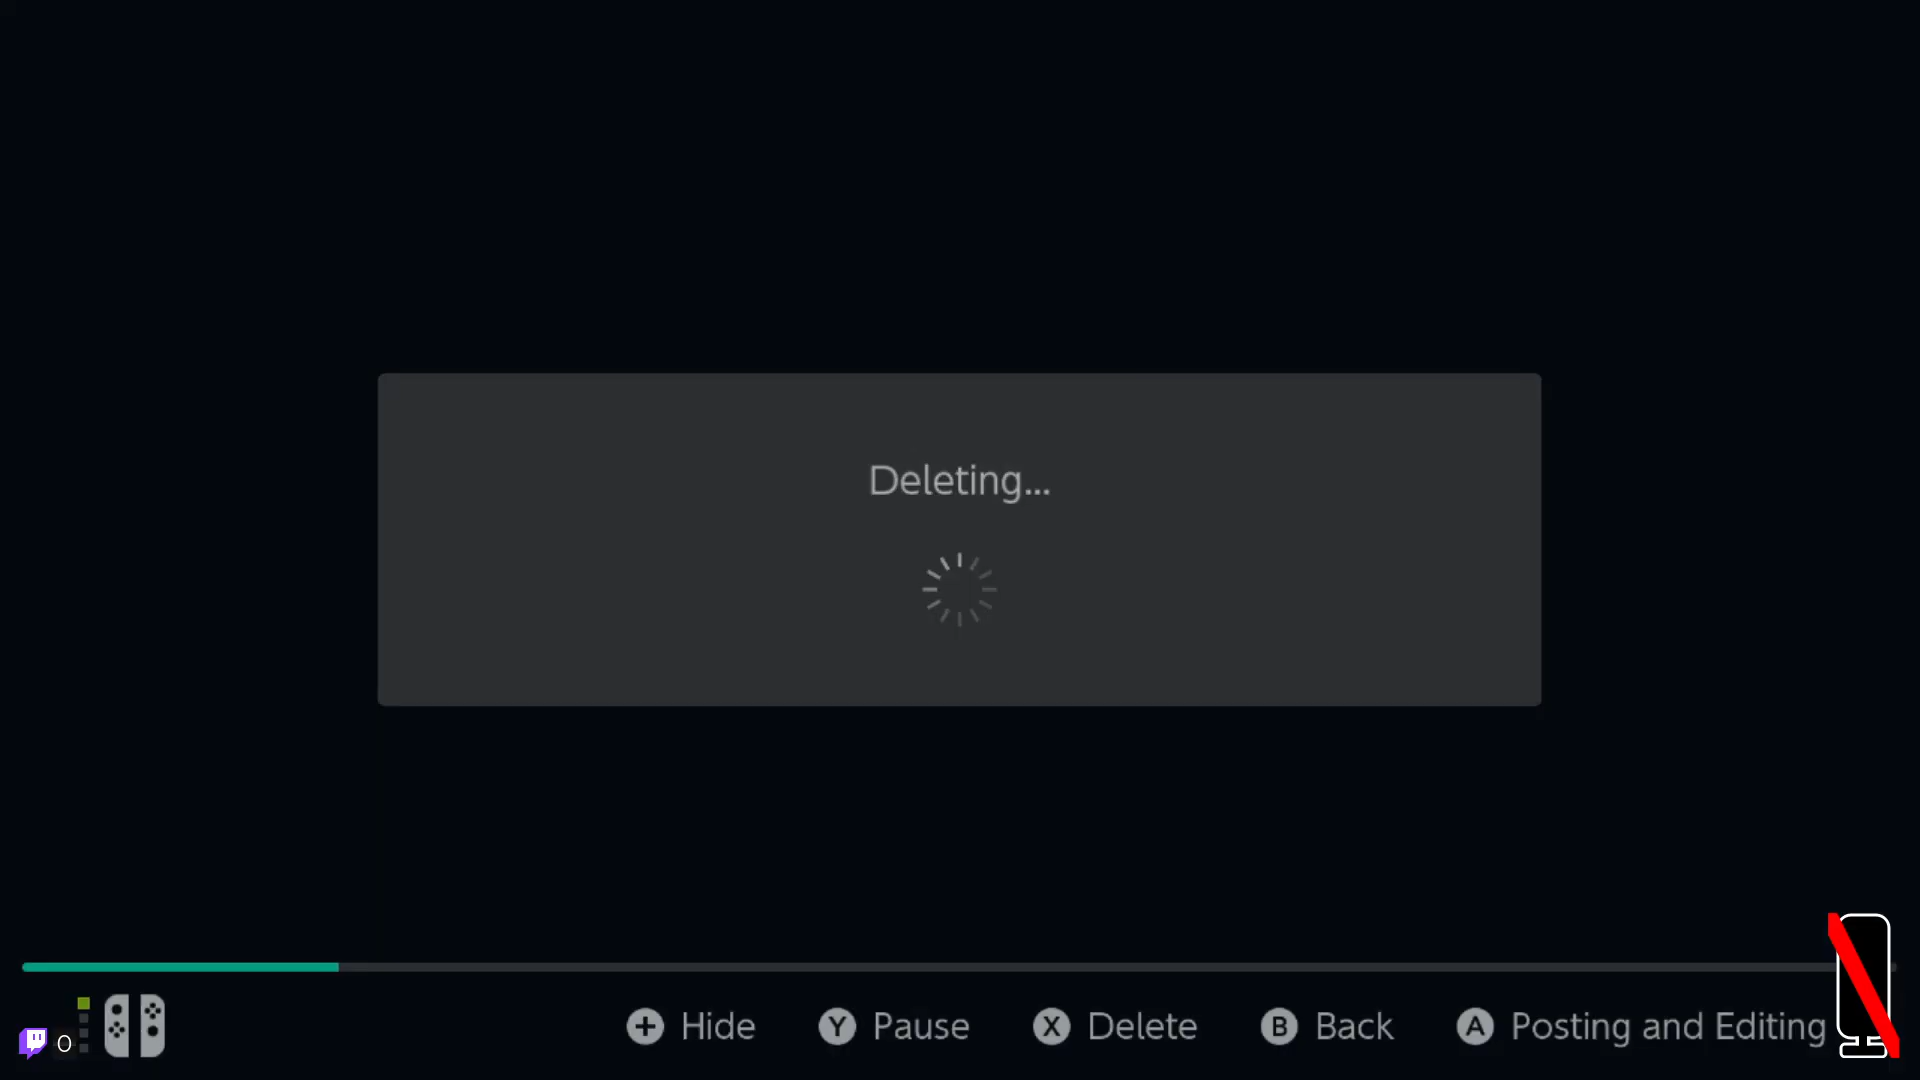 Deleting...
0
+ Hide
Y Pause
X Delete
B Back
A Posting and Editing